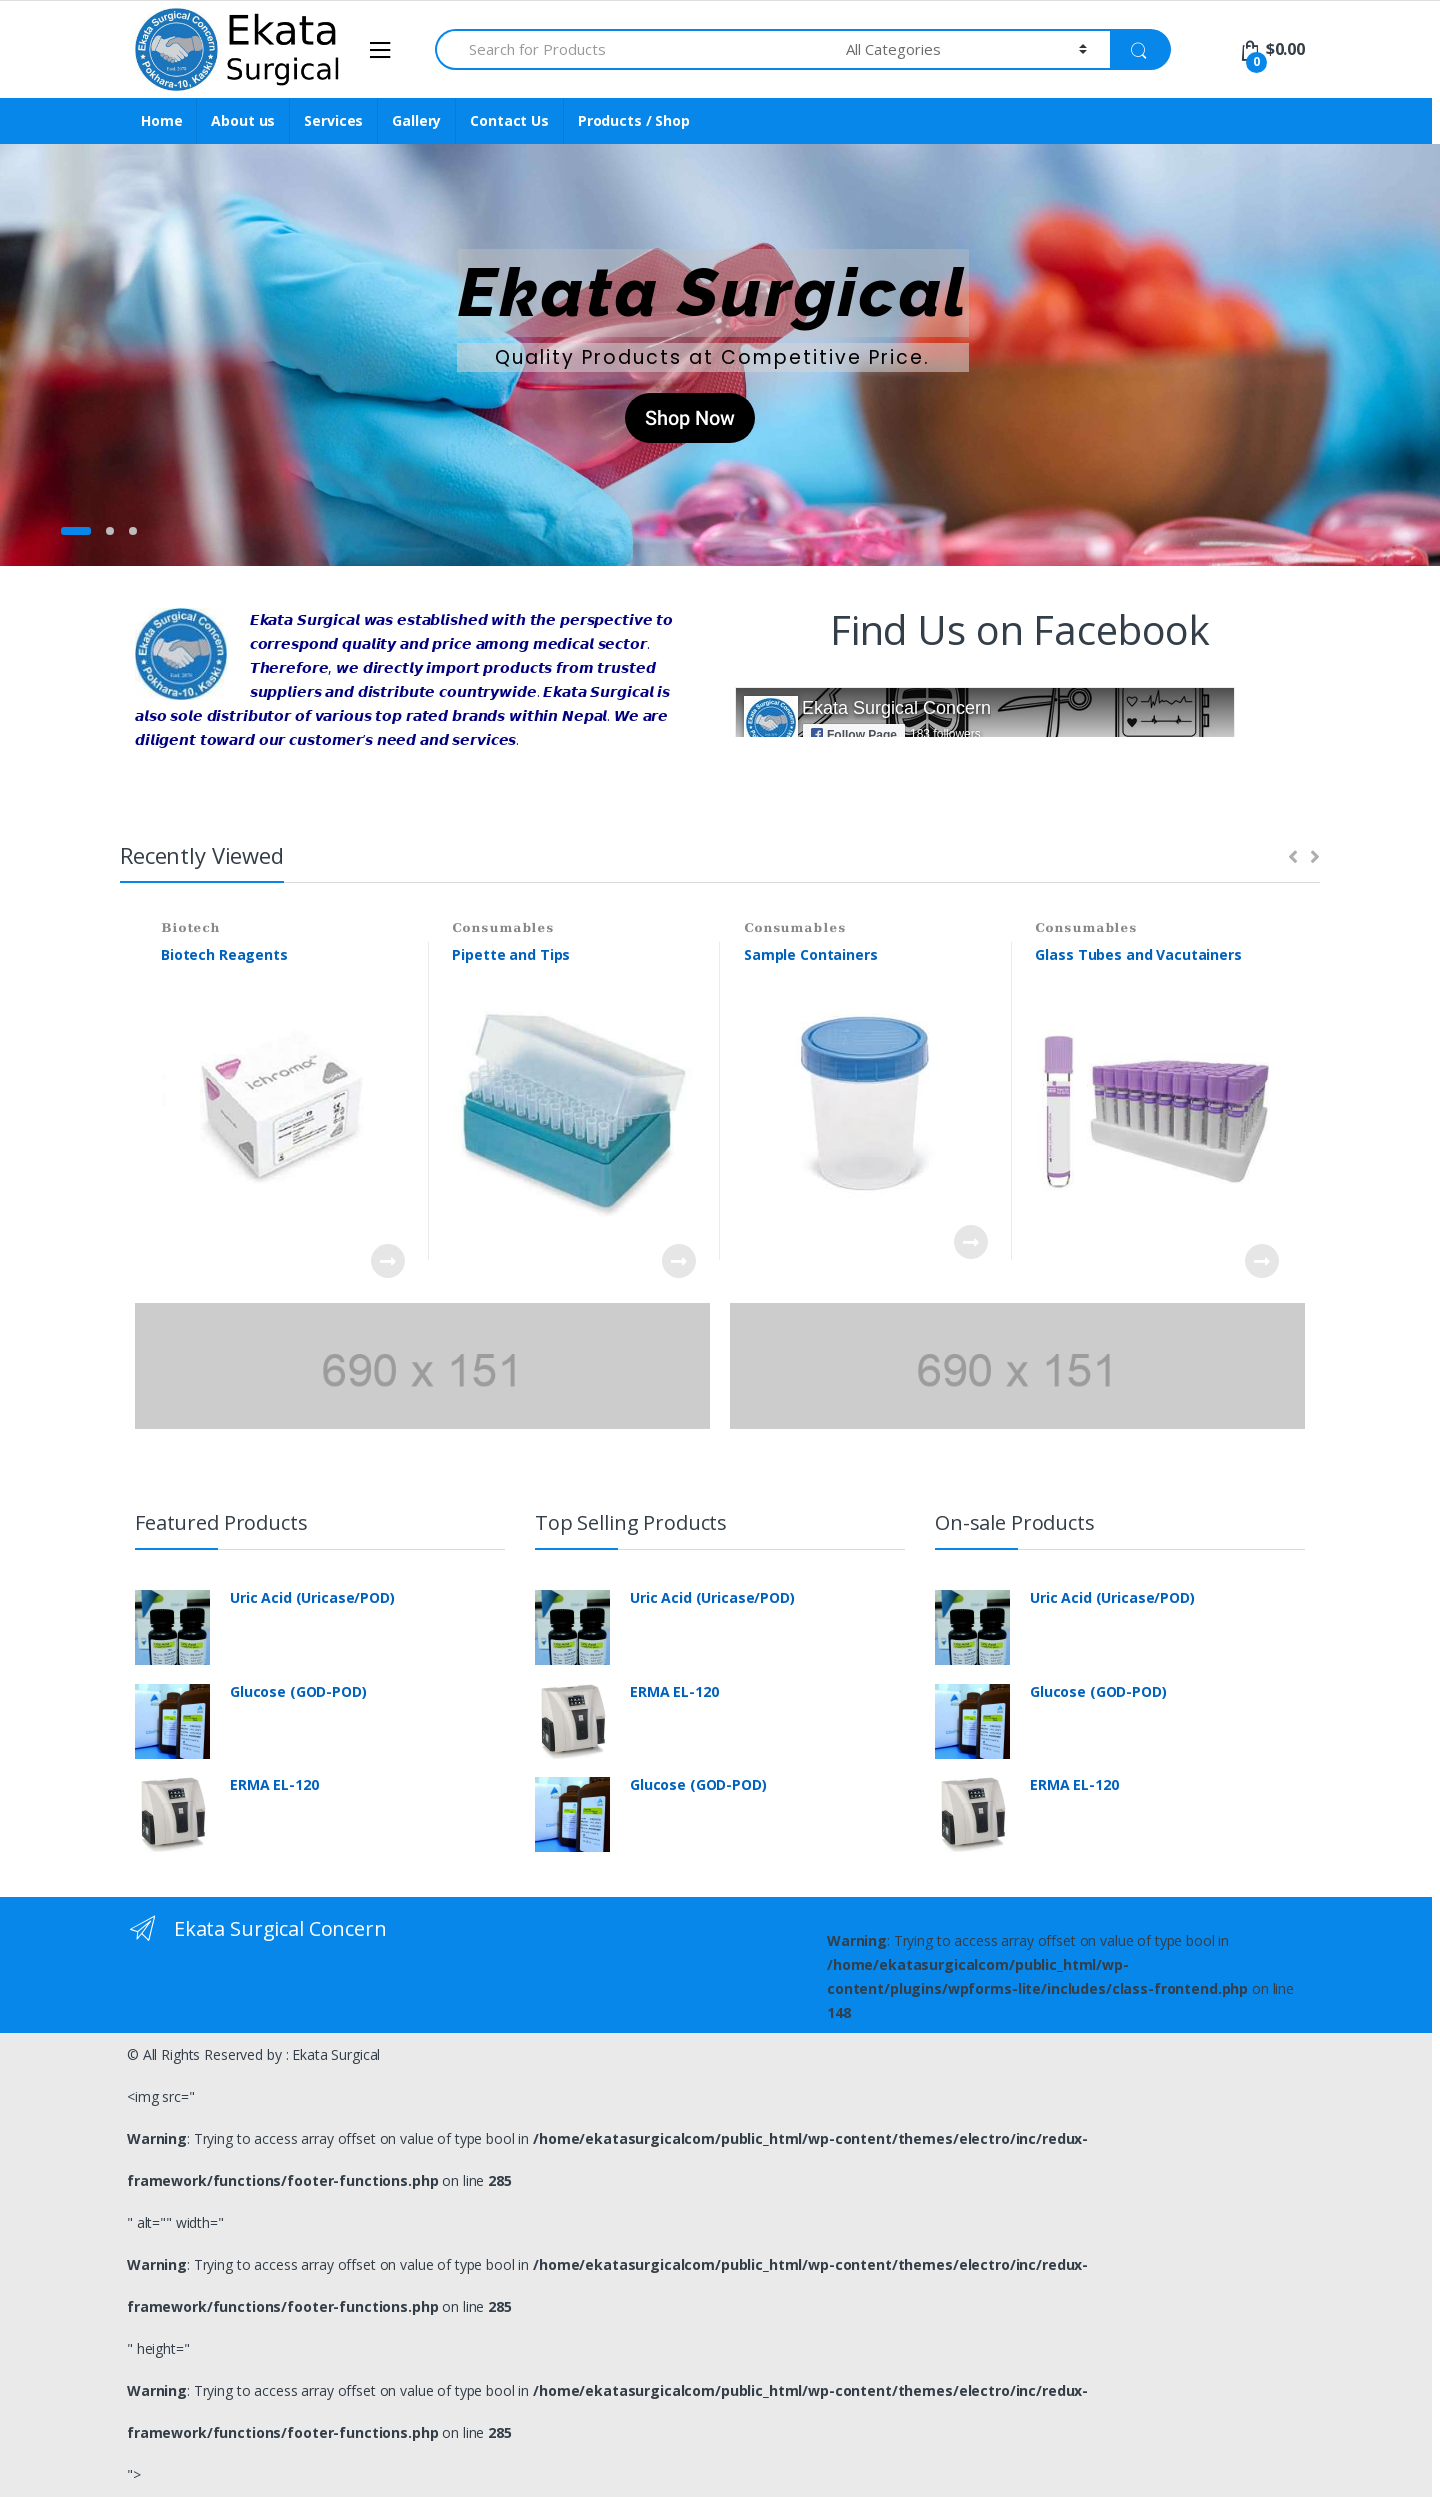 Ekata Surgical Concern
Pokhara-10, Kaski
Estd. 2070
Ekata
Surgical
Search for Products
All Categories
0
$0.00
Home
About us
Services
Gallery
Contact Us
Products / Shop
Ekata Surgical
Quality Products at Competitive Price.
Shop Now
Ekata Surgical Concern
Pokhara-10, Kaski
Ekata Surgical was established with the perspective to
correspond quality and price among medical sector.
Therefore, we directly import products from trusted
suppliers and distribute countrywide. Ekata Surgical is
also sole distributor of various top rated brands within Nepal. We are
diligent toward our customer's need and services.
Find Us on Facebook
Ekata Surgical Concern
Follow Page
183 followers
Recently Viewed
Biotech
Biotech Reagents
Consumables
Pipette and Tips
Consumables
Sample Containers
Consumables
Glass Tubes and Vacutainers
ichroma™
690 x 151
690 x 151
Featured Products
Uric Acid (Uricase/POD)
Glucose (GOD-POD)
ERMA EL-120
Top Selling Products
Uric Acid (Uricase/POD)
ERMA EL-120
Glucose (GOD-POD)
On-sale Products
Uric Acid (Uricase/POD)
Glucose (GOD-POD)
ERMA EL-120
Ekata Surgical Concern
Warning: Trying to access array offset on value of type bool in
/home/ekatasurgicalcom/public_html/wp-
content/plugins/wpforms-lite/includes/class-frontend.php on line
148
© All Rights Reserved by : Ekata Surgical
<img src="
Warning: Trying to access array offset on value of type bool in /home/ekatasurgicalcom/public_html/wp-content/themes/electro/inc/redux-
framework/functions/footer-functions.php on line 285
" alt="" width="
Warning: Trying to access array offset on value of type bool in /home/ekatasurgicalcom/public_html/wp-content/themes/electro/inc/redux-
framework/functions/footer-functions.php on line 285
" height="
Warning: Trying to access array offset on value of type bool in /home/ekatasurgicalcom/public_html/wp-content/themes/electro/inc/redux-
framework/functions/footer-functions.php on line 285
">